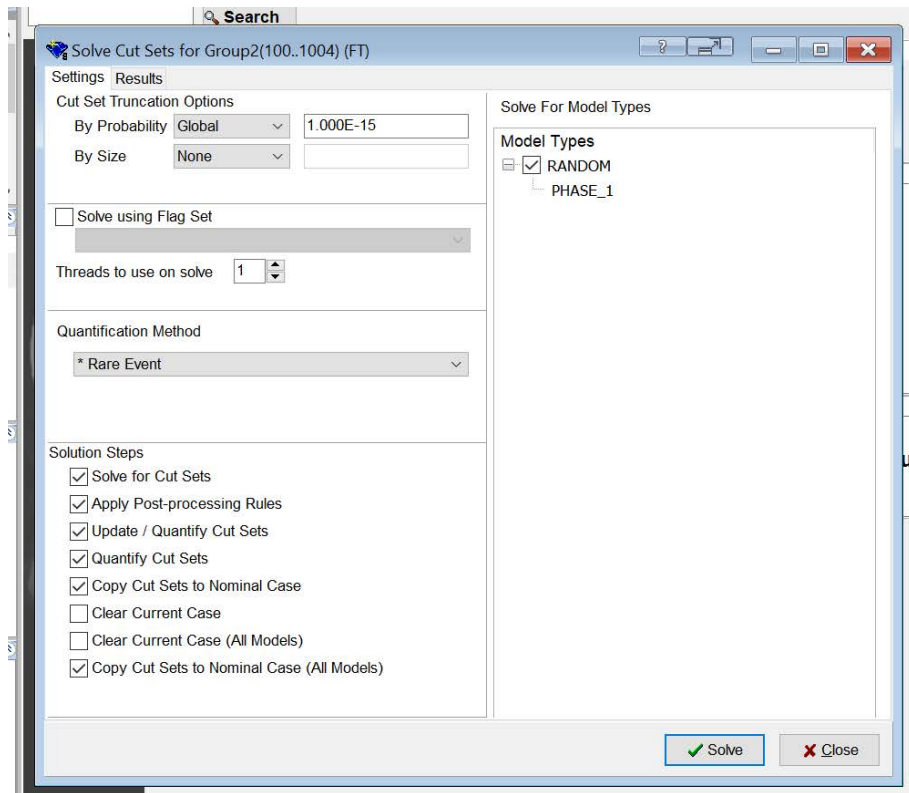 Search
Solve Cut Sets for Group2(100..1004) (FT)
?
Settings Results
Cut Set Truncation Options
By Probability Global 1.000E-15
By Size None
Solve using Flag Set
Threads to use on solve 1
Quantification Method
* Rare Event
Solution Steps
Solve for Cut Sets
Apply Post-processing Rules
Update / Quantify Cut Sets
Quantify Cut Sets
Copy Cut Sets to Nominal Case
Clear Current Case
Clear Current Case (All Models)
Copy Cut Sets to Nominal Case (All Models)
Solve For Model Types
Model Types
RANDOM
PHASE_1
Solve Close